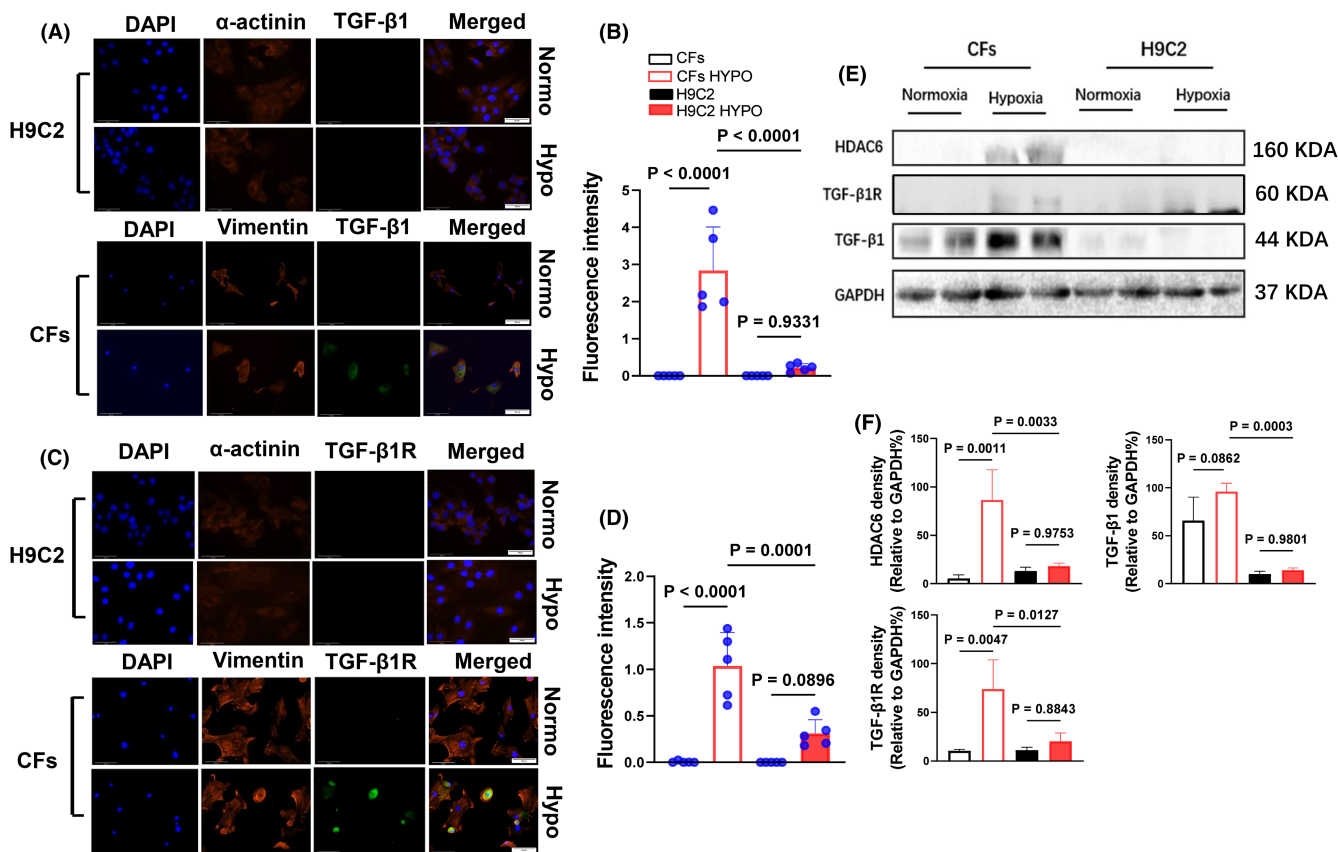 (A)
DAPI α-actinin TGF-β1 Merged
H9C2
Normo
Hypo
DAPI Vimentin TGF-β1 Merged
CFs
Normo
Hypo
(B)
CFs
CFs HYPO
H9C2
H9C2 HYPO
P < 0.0001
P < 0.0001
P = 0.9331
Fluorescence intensity
5
4
3
2
1
0
(C)
DAPI α-actinin TGF-β1R Merged
H9C2
Normo
Hypo
DAPI Vimentin TGF-β1R Merged
CFs
Normo
Hypo
(D)
P = 0.0001
P < 0.0001
P = 0.0896
Fluorescence intensity
2.0
1.5
1.0
0.5
0.0
(E)
CFs H9C2
Normoxia Hypoxia Normoxia Hypoxia
HDAC6 160 KDA
TGF-β1R 60 KDA
TGF-β1 44 KDA
GAPDH 37 KDA
(F)
P = 0.0033
P = 0.0011
P = 0.9753
HDAC6 density
(Relative to GAPDH%)
150
100
50
0
P = 0.0003
P = 0.0862
P = 0.9801
TGF-β1 density
(Relative to GAPDH%)
150
100
50
0
P = 0.0127
P = 0.0047
P = 0.8843
TGF-β1R density
(Relative to GAPDH%)
150
100
50
0